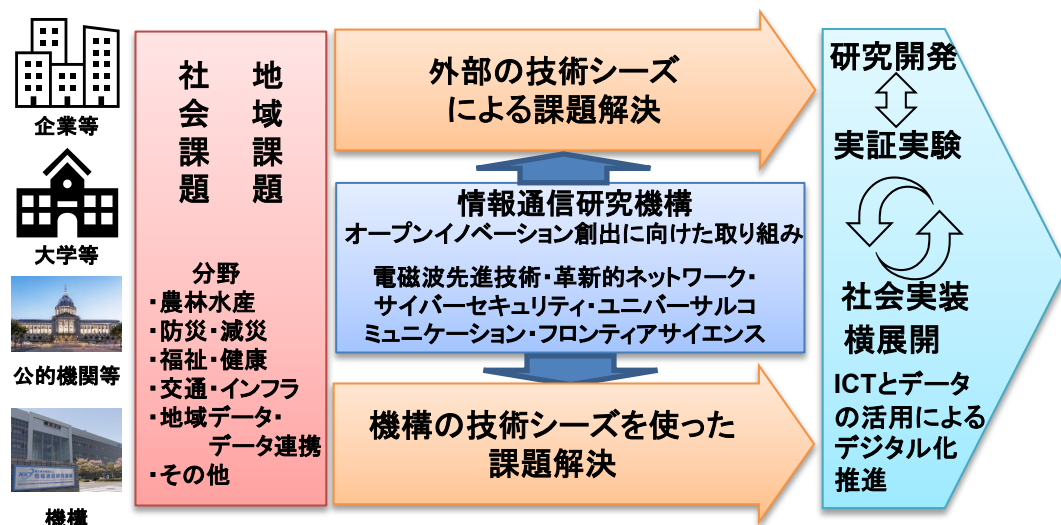 企業等
大学等
公的機関等
機構
社会課題
地域課題
分野
・農林水産
・防災・減災
・福祉・健康
・交通・インフラ
・地域データ・
データ連携
・その他
外部の技術シーズ
による課題解決
情報通信研究機構
オープンイノベーション創出に向けた取り組み
電磁波先進技術・革新的ネットワーク・
サイバーセキュリティ・ユニバーサルコ
ミュニケーション・フロンティアサイエンス
機構の技術シーズを使った
課題解決
研究開発
実証実験
社会実装
横展開
ICTとデータ
の活用による
デジタル化
推進